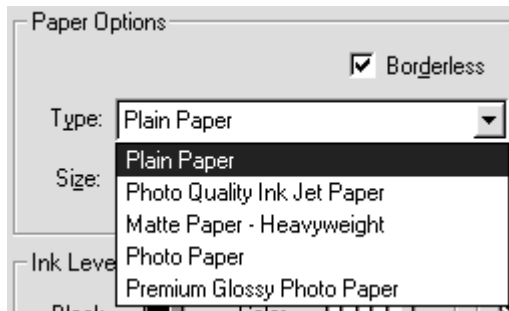 Paper Options
Borderless
Type: Plain Paper
Plain Paper
Size:
Photo Quality Ink Jet Paper
Matte Paper - Heavyweight
Photo Paper
Ink Leve
Premium Glossy Photo Paper